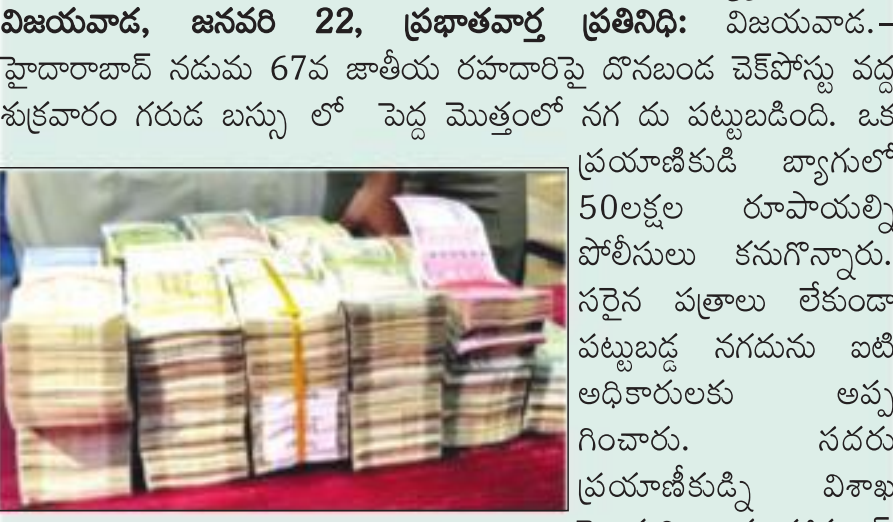 విజయవాడ, జనవరి 22, ప్రభాతవార్త ప్రతినిధి: విజయవాడ.–
హైదారాబాద్ నడుమ 67వ జాతీయ రహదారిపై దొనబండ చెక్‌పోస్టు వద్ద
శుక్రవారం గరుడ బస్సు లో పెద్ద మొత్తంలో నగ దు పట్టుబడింది. ఒక
ప్రయాణికుడి బ్యాగులో
50లక్షల రూపాయల్ని
పోలీసులు కనుగొన్నారు.
సరైన పత్రాలు లేకుండా
పట్టుబడ్డ నగదును ఐటి
అధికారులకు అప్ప
గించారు. సదరు
ప్రయాణీకుడ్ని విశాఖ